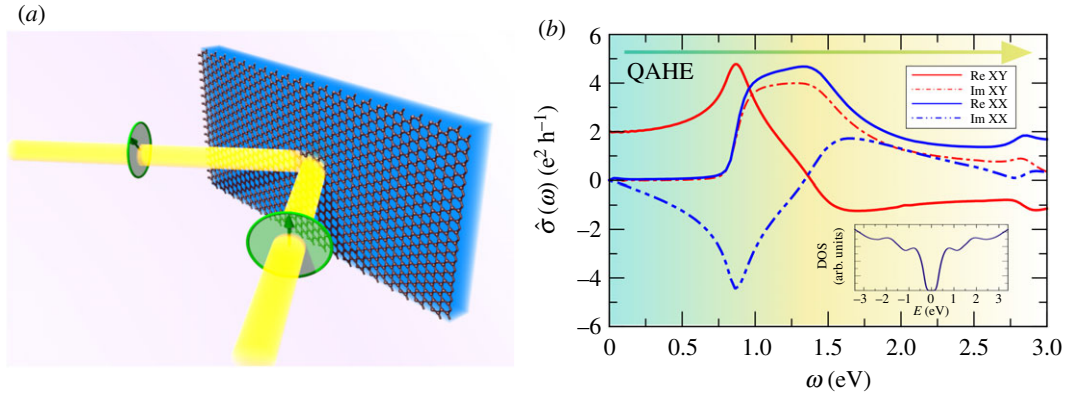 (a)
(b)
6
4
2
0
−2
−4
−6
σ̂(ω) (e² h⁻¹)
QAHE
Re XY
Im XY
Re XX
Im XX
DOS
(arb. units)
−3 −2 −1 0 1 2 3
E (eV)
0 0.5 1.0 1.5 2.0 2.5 3.0
ω (eV)